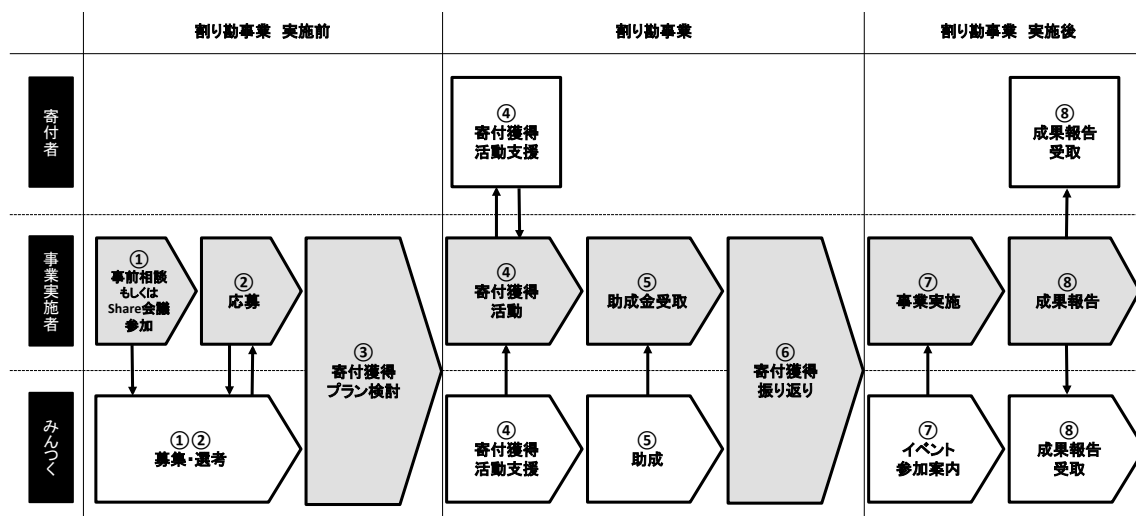 割り勘事業 実施前
割り勘事業
割り勘事業 実施後
寄付者
④
寄付獲得
活動支援
⑧
成果報告
受取
事業実施者
①
事前相談
もしくは
Share会議
参加
②
応募
③
寄付獲得
プラン検討
④
寄付獲得
活動
⑤
助成金受取
⑥
寄付獲得
振り返り
⑦
事業実施
⑧
成果報告
みんつく
①②
募集・選考
④
寄付獲得
活動支援
⑤
助成
⑦
イベント
参加案内
⑧
成果報告
受取